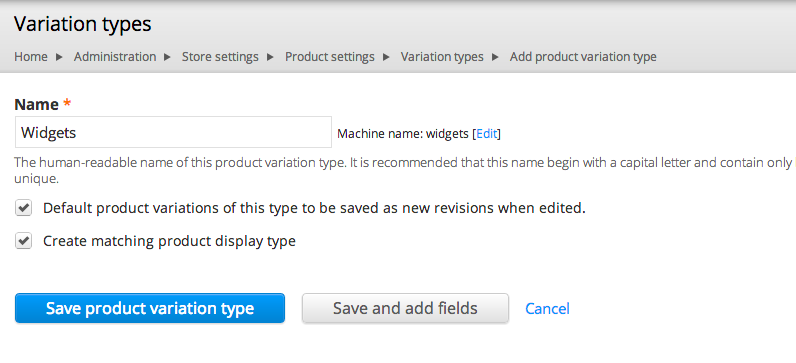 Variation types
Home ▶ Administration ▶ Store settings ▶ Product settings ▶ Variation types ▶ Add product variation type
Name *
Widgets Machine name: widgets [Edit]
The human-readable name of this product variation type. It is recommended that this name begin with a capital letter and contain only
unique.
Default product variations of this type to be saved as new revisions when edited.
Create matching product display type
Save product variation type Save and add fields Cancel